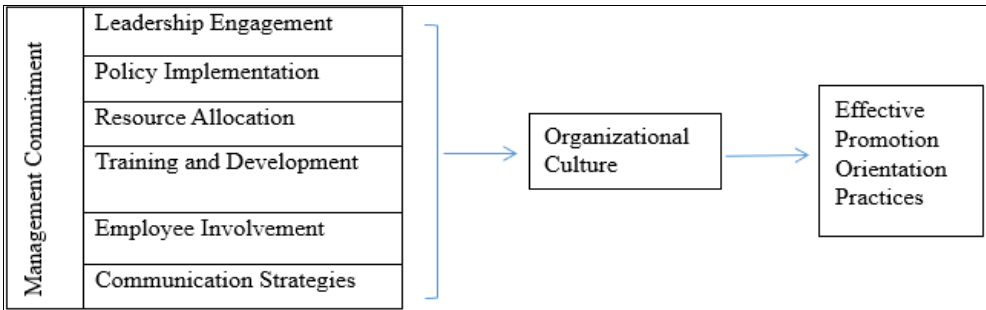 Management Commitment
Leadership Engagement
Policy Implementation
Resource Allocation
Training and Development
Employee Involvement
Communication Strategies
Organizational
Culture
Effective
Promotion
Orientation
Practices